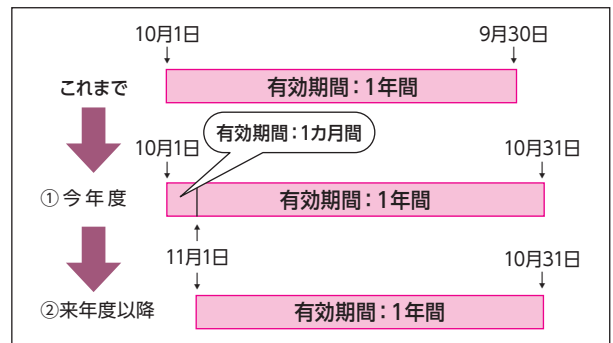 10月1日 9月30日
これまで 有効期間：1年間
有効期間：1カ月間
10月1日 10月31日
①今年度 有効期間：1年間
11月1日 10月31日
②来年度以降 有効期間：1年間